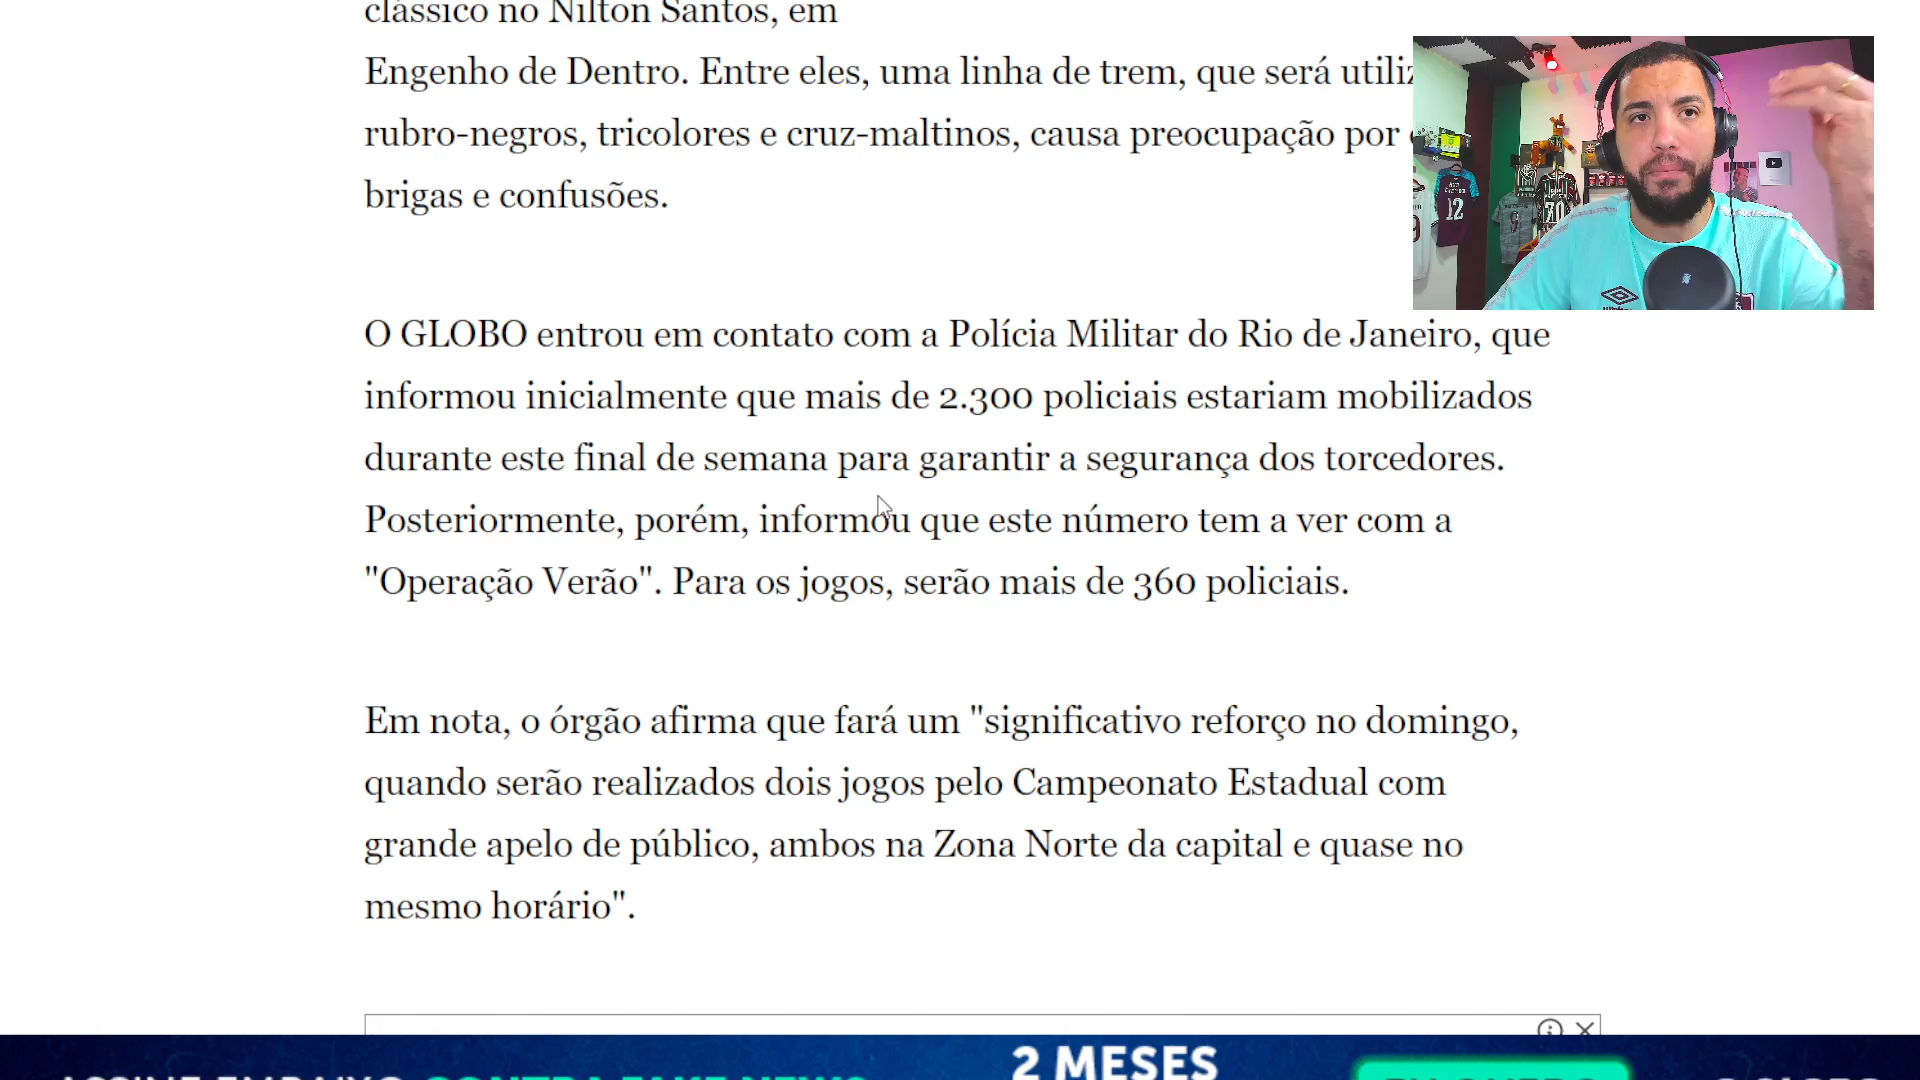 clássico no Nilton Santos, em
Engenho de Dentro. Entre eles, uma linha de trem, que será
rubro-negros, tricolores e cruz-maltinos, causa preocupação por
brigas e confusões.
O GLOBO entrou em contato com a Polícia Militar do Rio de Janeiro, que
informou inicialmente que mais de 2.300 policiais estariam mobilizados
durante este final de semana para garantir a segurança dos torcedores.
Posteriormente, porém, informou que este número tem a ver com a
"Operação Verão". Para os jogos, serão mais de 360 policiais.
Em nota, o órgão afirma que fará um "significativo reforço no domingo,
quando serão realizados dois jogos pelo Campeonato Estadual com
grande apelo de público, ambos na Zona Norte da capital e quase no
mesmo horário".
2 MESES
CONTRA FAKE NEWS
12